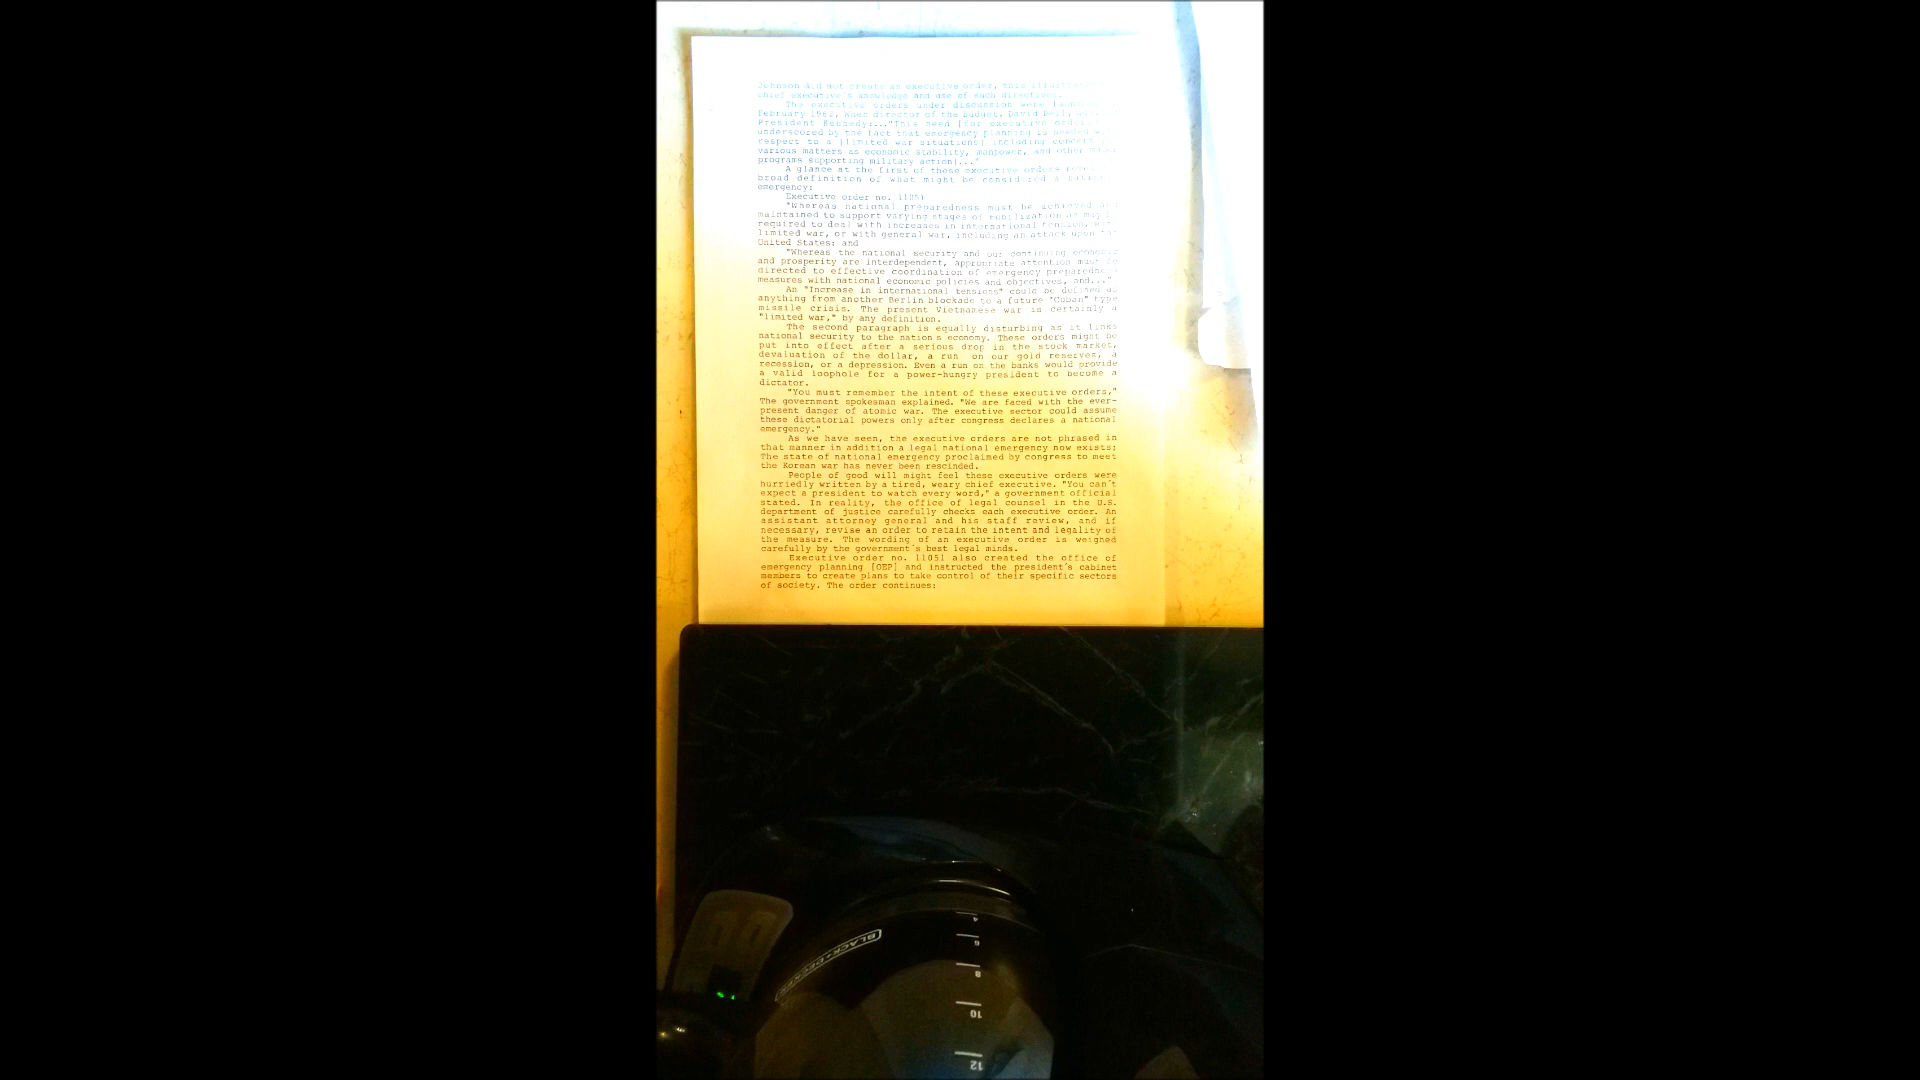 Johnson did not create an executive order, this
chief executive's knowledge and use of such directives.
The executive orders under discussion were
February 1962, when director of the budget, David Bell,
President Kennedy:..."This need [for executive orders
underscored by the fact that emergency planning is needed
respect to a [limited war situations] including concern
various matters as economic stability, manpower, and other
programs supporting military action]..."
A glance at the first of these executive orders
broad definition of what might be considered a
emergency:
Executive order no. 11051
"Whereas national preparedness must be achieved and
maintained to support varying stages of mobilization as may
required to deal with increases in international tension,
limited war, or with general war, including an attack upon the
United States: and
"Whereas the national security and our continuing economic
and prosperity are interdependent, appropriate attention must be
directed to effective coordination of emergency preparedness
measures with national economic policies and objectives, and..."
An "Increase in international tensions" could be defined as
anything from another Berlin blockade to a future "Cuban" type
missile crisis. The present Vietnamese war is certainly a
"limited war," by any definition.
The second paragraph is equally disturbing as it links
national security to the nation s economy. These orders might be
put into effect after a serious drop in the stock market,
devaluation of the dollar, a run on our gold reserves, a
recession, or a depression. Even a run on the banks would provide
a valid loophole for a power-hungry president to become a
dictator.
"You must remember the intent of these executive orders,"
The government spokesman explained. "We are faced with the ever-
present danger of atomic war. The executive sector could assume
these dictatorial powers only after congress declares a national
emergency."
As we have seen, the executive orders are not phrased in
that manner in addition a legal national emergency now exists;
The state of national emergency proclaimed by congress to meet
the Korean war has never been rescinded.
People of good will might feel these executive orders were
hurriedly written by a tired, weary chief executive. "You can't
expect a president to watch every word," a government official
stated. In reality, the office of legal counsel in the U.S.
department of justice carefully checks each executive order. An
assistant attorney general and his staff review, and if
necessary, revise an order to retain the intent and legality of
the measure. The wording of an executive order is weighed
carefully by the government's best legal minds.
Executive order no. 11051 also created the office of
emergency planning [OEP] and instructed the president's cabinet
members to create plans to take control of their specific sectors
of society. The order continues:
BLACK+DECKER
4
6
8
10
12